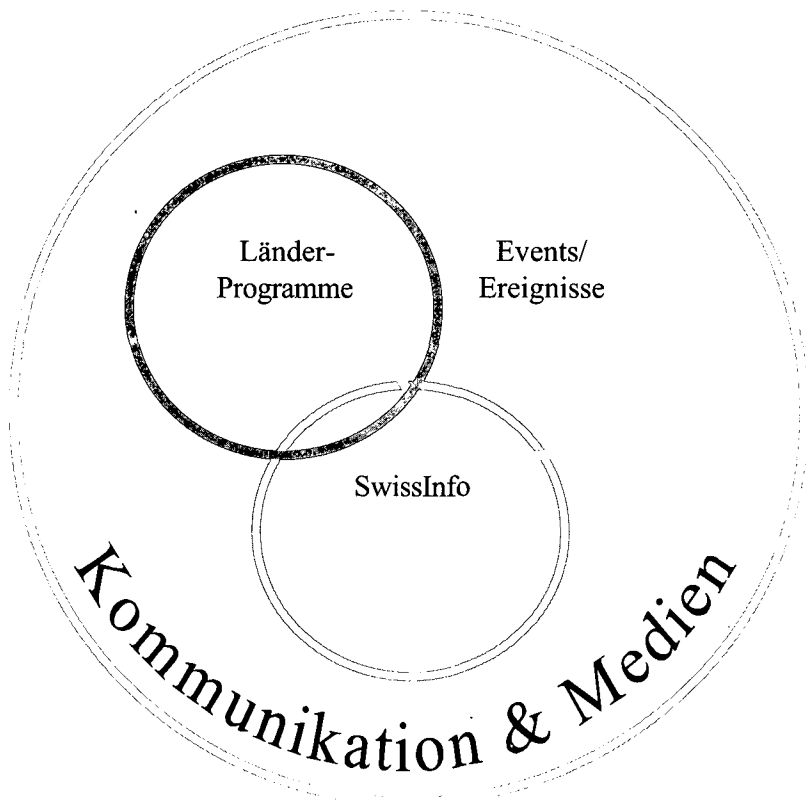 Länder-
Programme
Events/
Ereignisse
SwissInfo
Kommunikation & Medien